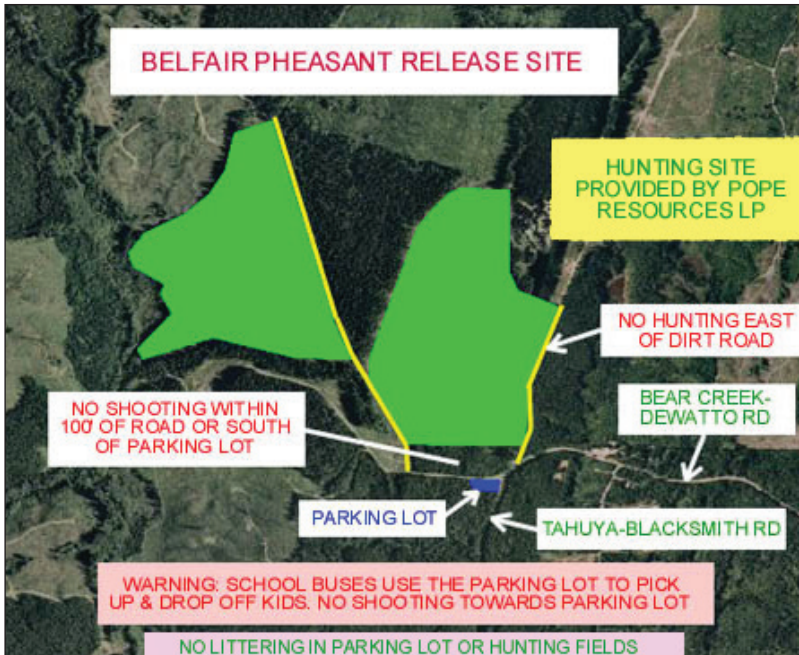 BELFAIR PHEASANT RELEASE SITE
HUNTING SITE
PROVIDED BY POPE
RESOURCES LP
NO HUNTING EAST
OF DIRT ROAD
NO SHOOTING WITHIN
100' OF ROAD OR SOUTH
OF PARKING LOT
BEAR CREEK-
DEWATTO RD
PARKING LOT
TAHUYA-BLACKSMITH RD
WARNING: SCHOOL BUSES USE THE PARKING LOT TO PICK
UP & DROP OFF KIDS. NO SHOOTING TOWARDS PARKING LOT
NO LITTERING IN PARKING LOT OR HUNTING FIELDS